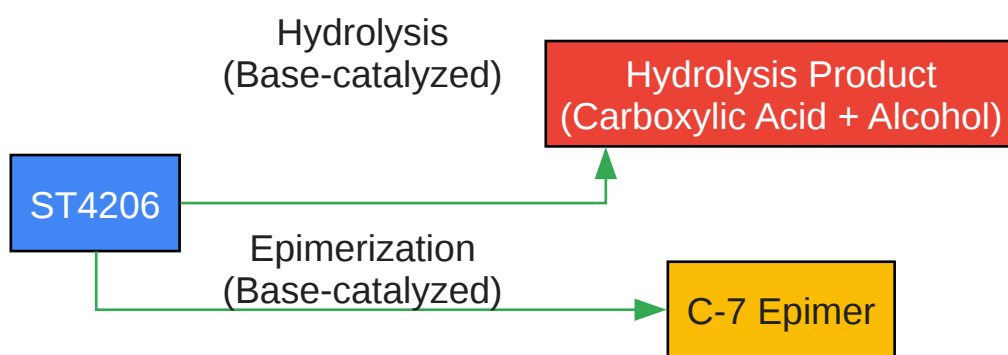 Hydrolysis
(Base-catalyzed)
Hydrolysis Product
(Carboxylic Acid + Alcohol)
ST4206
Epimerization
(Base-catalyzed)
C-7 Epimer